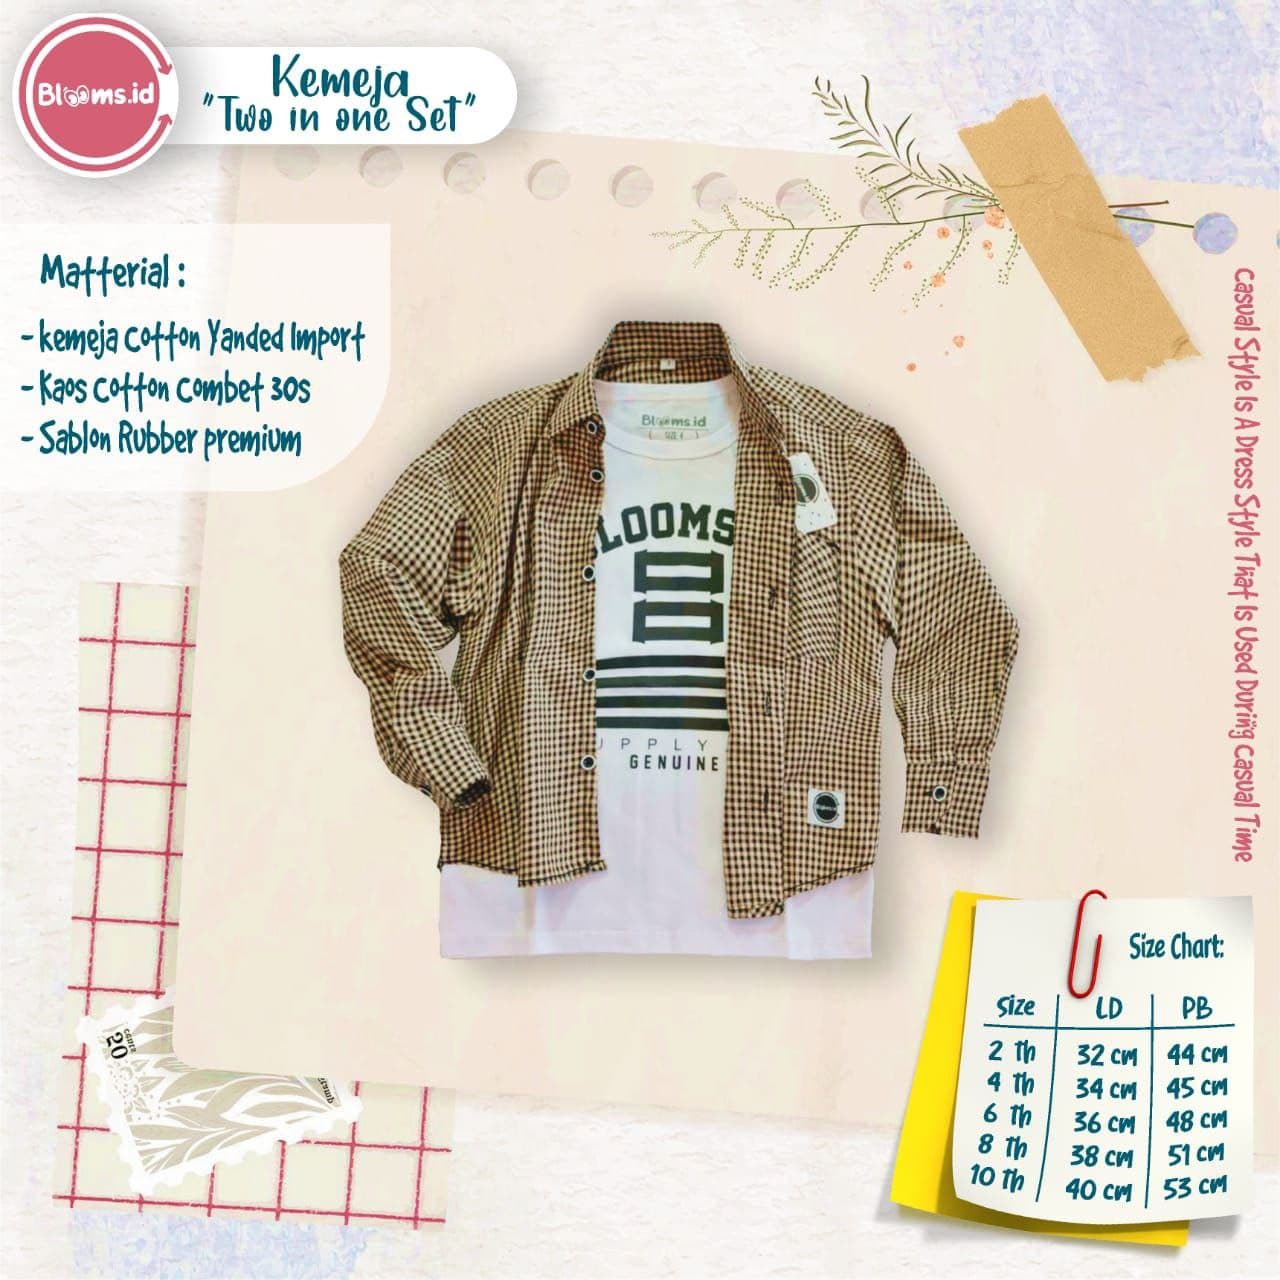 Blooms.id
Kemeja
"Two in one Set"
Matterial :
- kemeja Cotton Yanded Import
- Kaos Cotton Combet 30s
- Sablon Rubber premium
Casual Style Is A Dress Style That Is Used During Casual Time
Blooms.id
LOOMS
UPPLY
GENUINE
Blooms.id
20
cents
Size Chart:
Size LD PB
2 Th 32 cm 44 cm
4 Th 34 cm 45 cm
6 Th 36 cm 48 cm
8 Th 38 cm 51 cm
10 Th 40 cm 53 cm